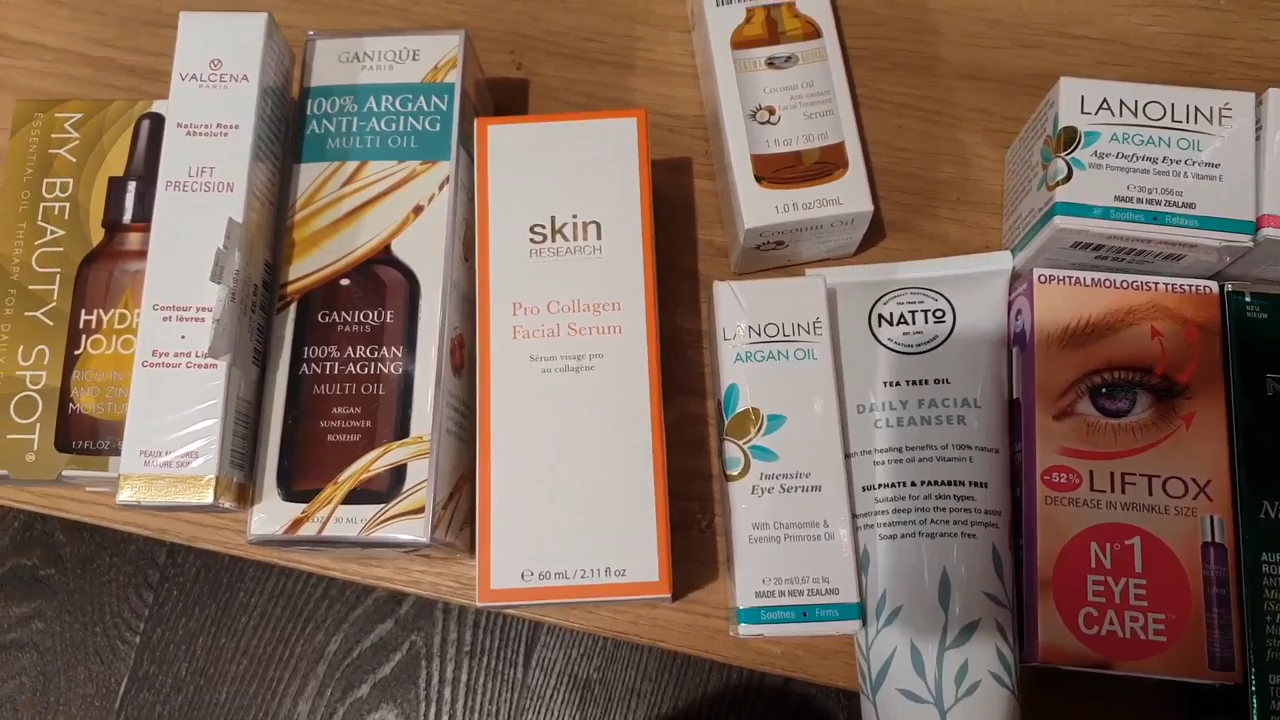 MY BEAUTY SPOT®
ESSENTIAL OIL THERAPY FOR DAILY
RICH IN
AND ZIN
MOISTU
1.7 FL.OZ
VALCENA
PARIS
Natural Rose
Absolute
LIFT
PRECISION
Contour yeux
et lèvres
•
Eye and Lip
Contour Cream
PEAUX MATURES
MATURE SKIN
GANIQÛE
PARIS
100% ARGAN
ANTI-AGING
MULTI OIL
GANIQÛE
PARIS
100% ARGAN
ANTI-AGING
MULTI OIL
ARGAN
SUNFLOWER
ROSEHIP
30 ML ℮
skin
RESEARCH
Pro Collagen
Facial Serum
Sérum visage pro
au collagène
℮ 60 mL / 2.11 fl oz
Coconut Oil
Anti-oxidant
Facial Treatment
Serum
1 fl oz / 30 ml
1.0 fl oz/30mL
Coconut Oil
LANOLINÉ
ARGAN OIL
Intensive
Eye Serum
With Chamomile &
Evening Primrose Oil
℮ 20 ml/0,67 oz liq.
MADE IN NEW ZEALAND
Soothes • Firms
TEA TREE OIL
NATTO
EST. 1992
TEA TREE OIL
DAILY FACIAL
CLEANSER
With the healing benefits of 100% natural
tea tree oil and Vitamin E
SULPHATE & PARABEN FREE
Suitable for all skin types.
Penetrates deep into the pores to assist
in the treatment of Acne and pimples.
Soap and fragrance free.
LANOLINÉ
ARGAN OIL
Age-Defying Eye Crème
With Pomegranate Seed Oil & Vitamin E
℮ 30 g/1,056 oz
MADE IN NEW ZEALAND
Soothes • Relaxes
OPHTALMOLOGIST TESTED
-52% LIFTOX
DECREASE IN WRINKLE SIZE
N°1
EYE
CARE™
NEU
NIEUW